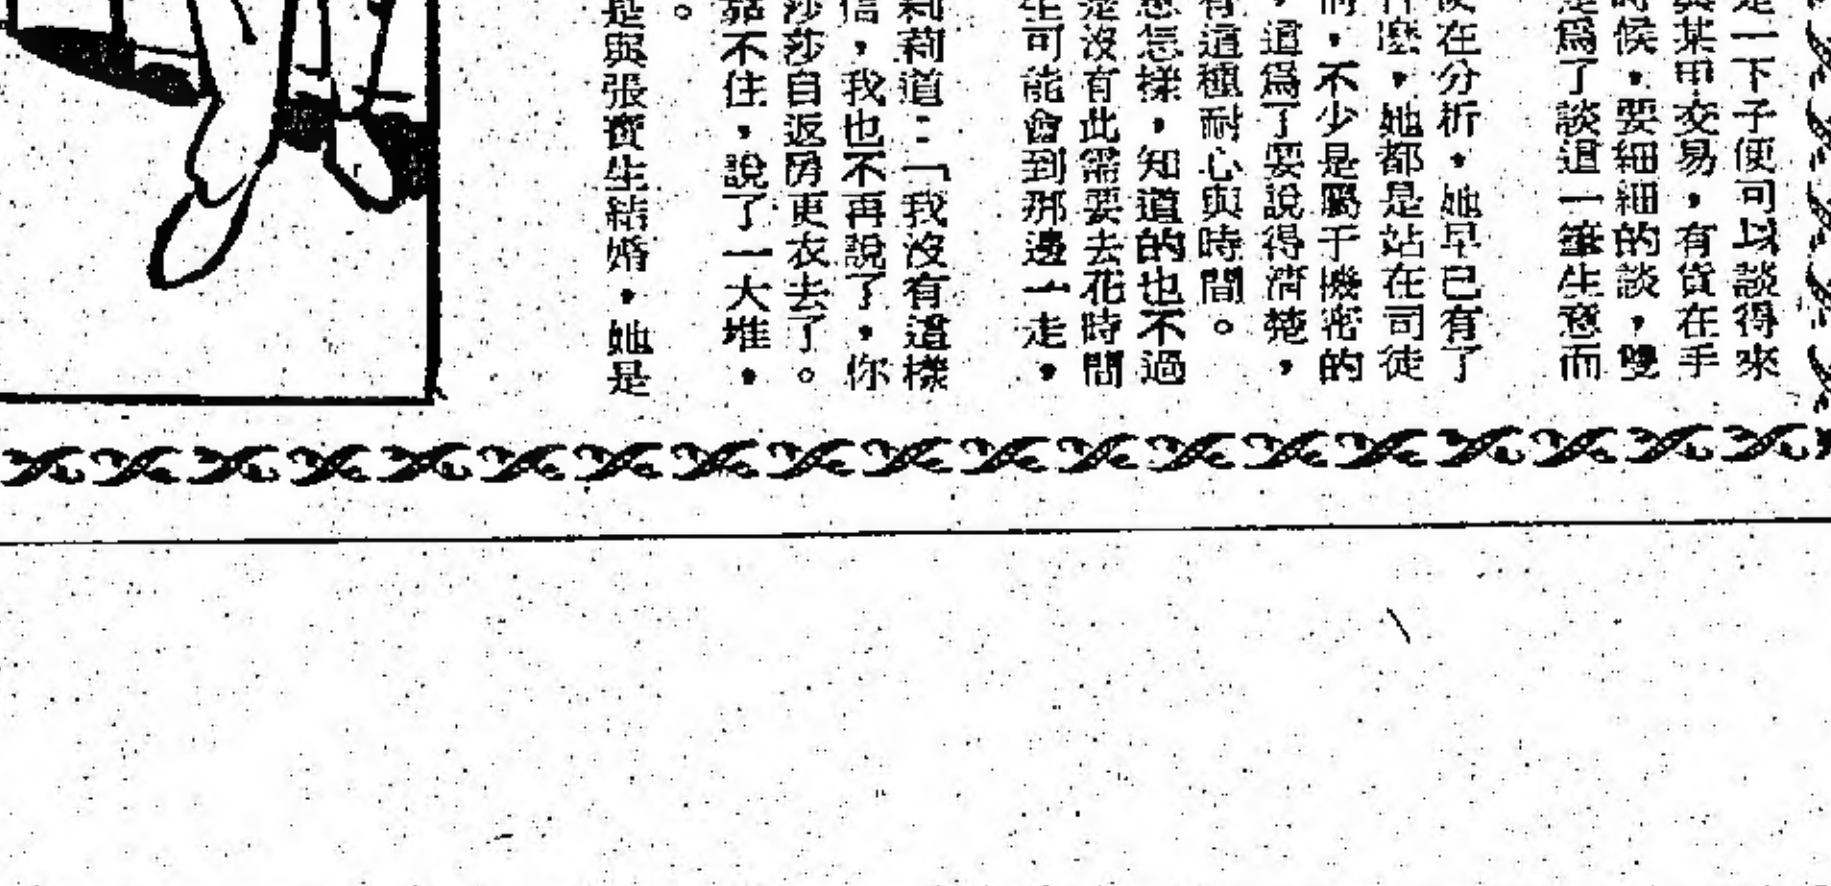 是一下子便可以談得來
與某甲交易，有貨在手
時候，要細細的談，雙
是爲了談這一筆生意而
便在分析，她早已有了
什麼，她都是站在司徒
，不少是屬于機密的
，這爲了要說得清楚，
有這種耐心與時間。
怎樣，知道的也不過
是沒有此需要去花時間
生可能會到那邊一走，
莉莉道：「我沒有這樣
信，我也不再說了，你
莎莎自返房更衣去了。
不住，說了一大堆，
。
是與張寶生結婚，她是